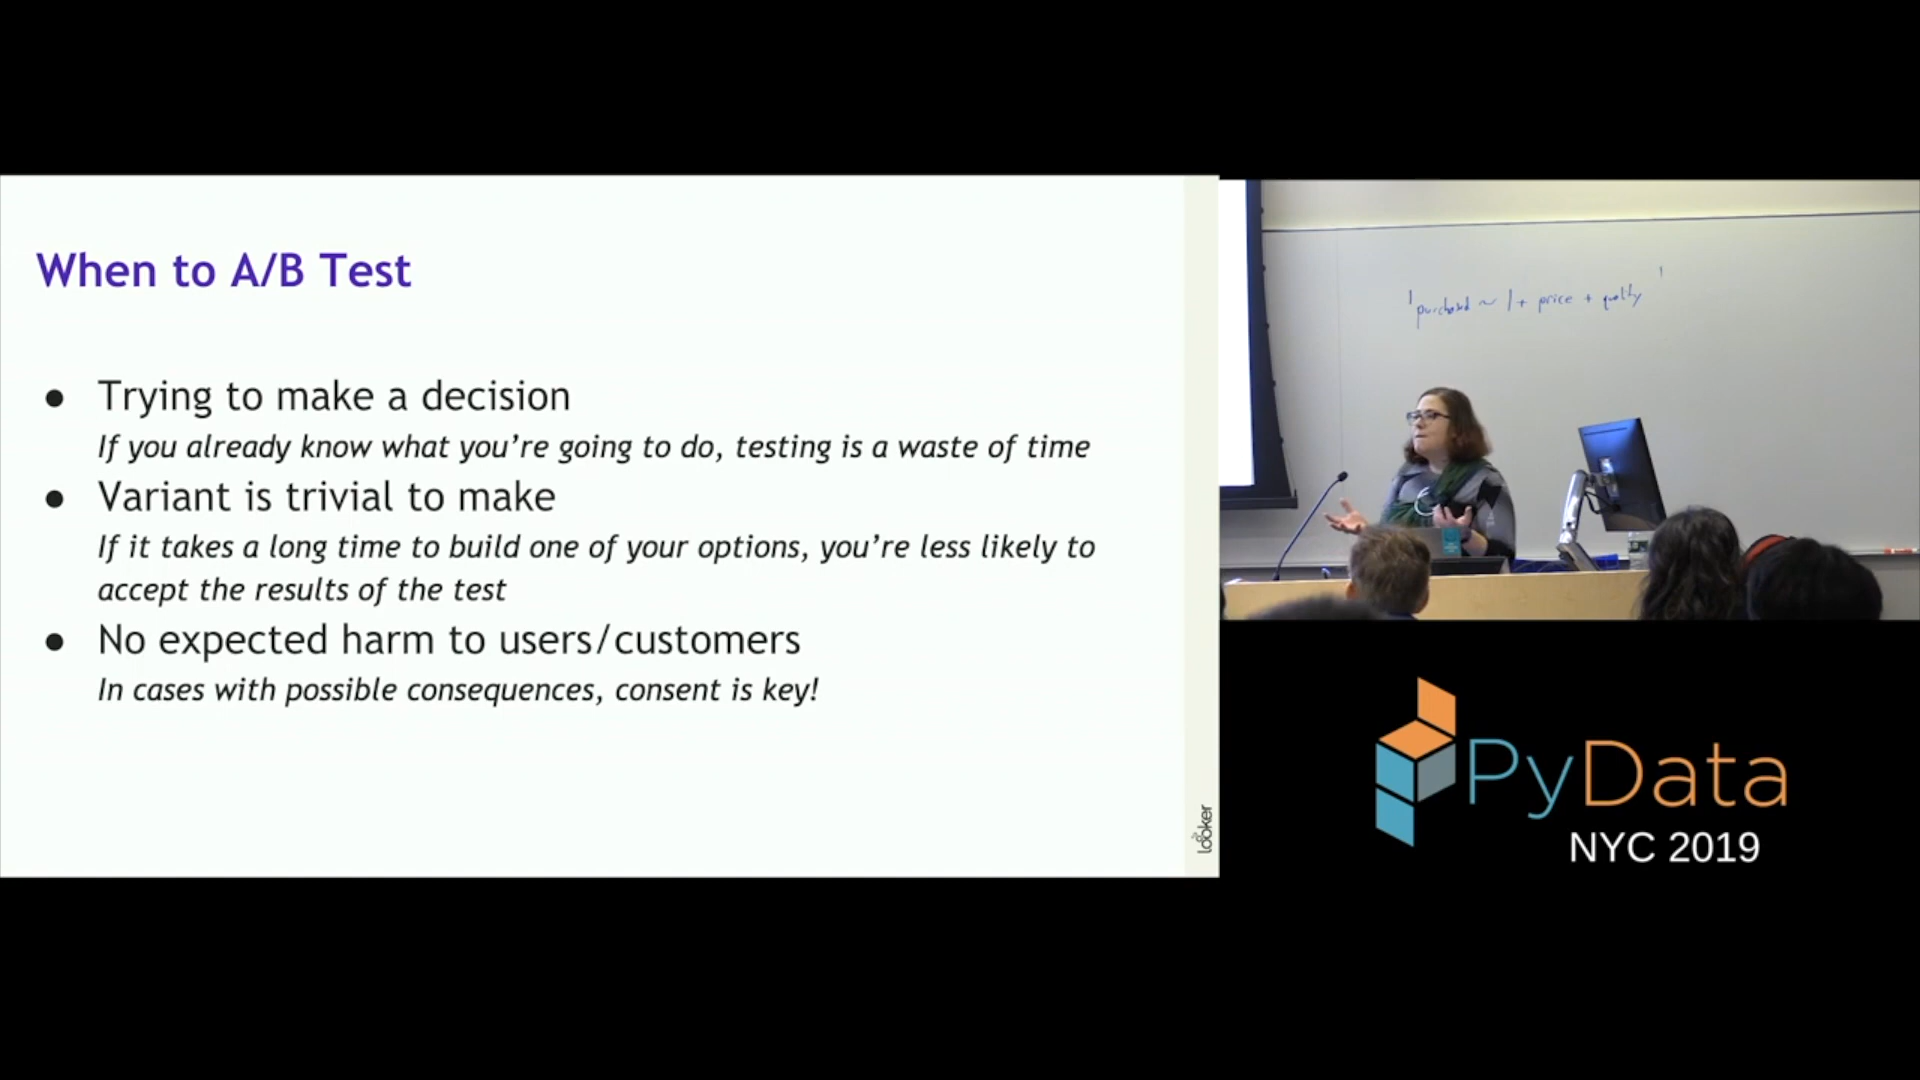 When to A/B Test
● Trying to make a decision
If you already know what you’re going to do, testing is a waste of time
● Variant is trivial to make
If it takes a long time to build one of your options, you’re less likely to
accept the results of the test
● No expected harm to users/customers
In cases with possible consequences, consent is key!
looker
'purchased ~ 1 + price + quality'
PyData
NYC 2019